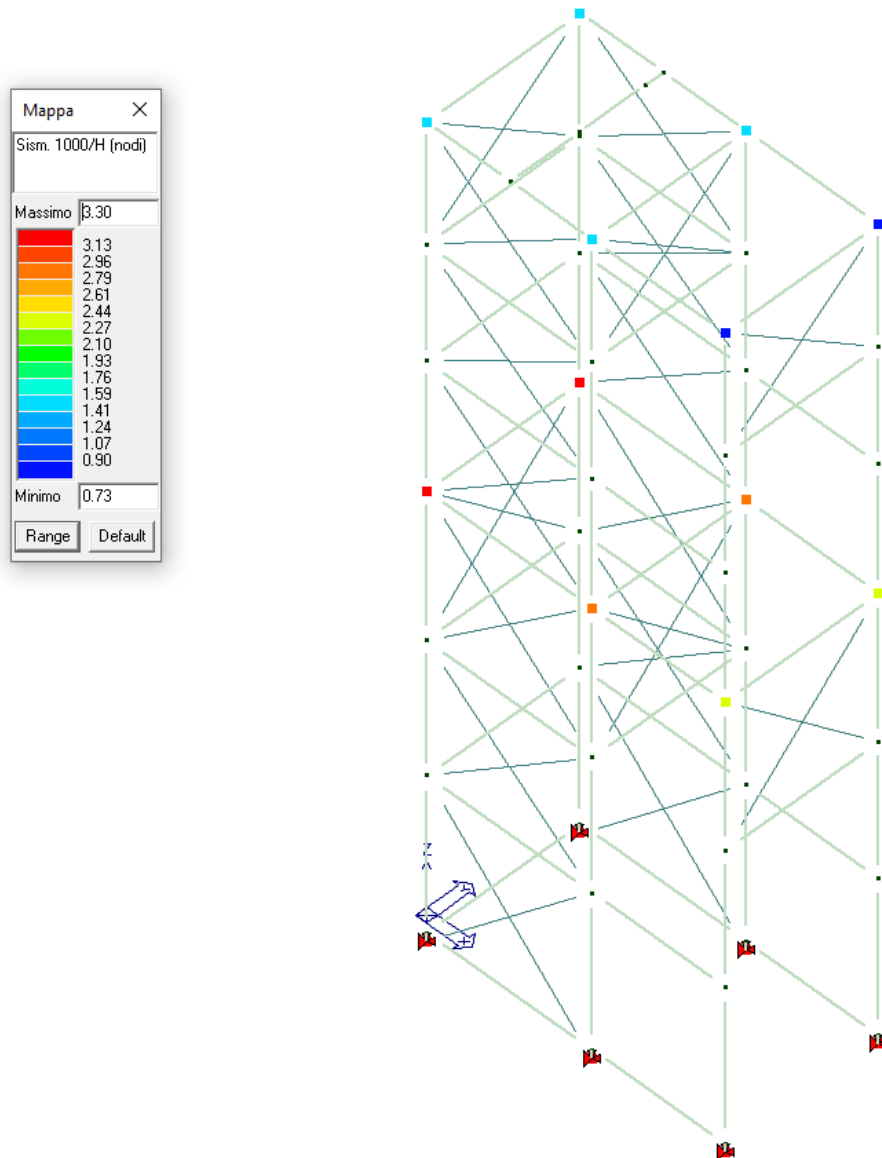 Mappa
Sism. 1000/H (nodi)
Massimo 3.30
3.13
2.96
2.79
2.61
2.44
2.27
2.10
1.93
1.76
1.59
1.41
1.24
1.07
0.90
Minimo 0.73
Range Default